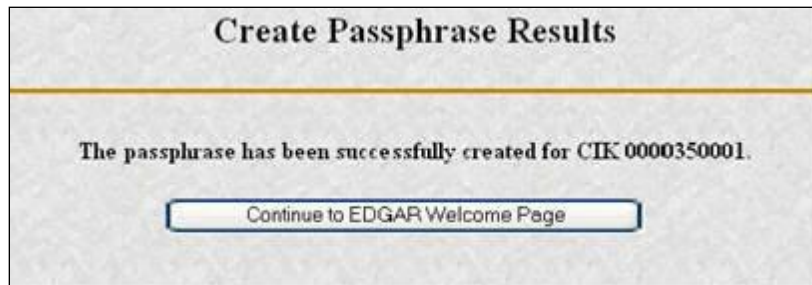 Create Passphrase Results
The passphrase has been successfully created for CIK 0000350001.
Continue to EDGAR Welcome Page